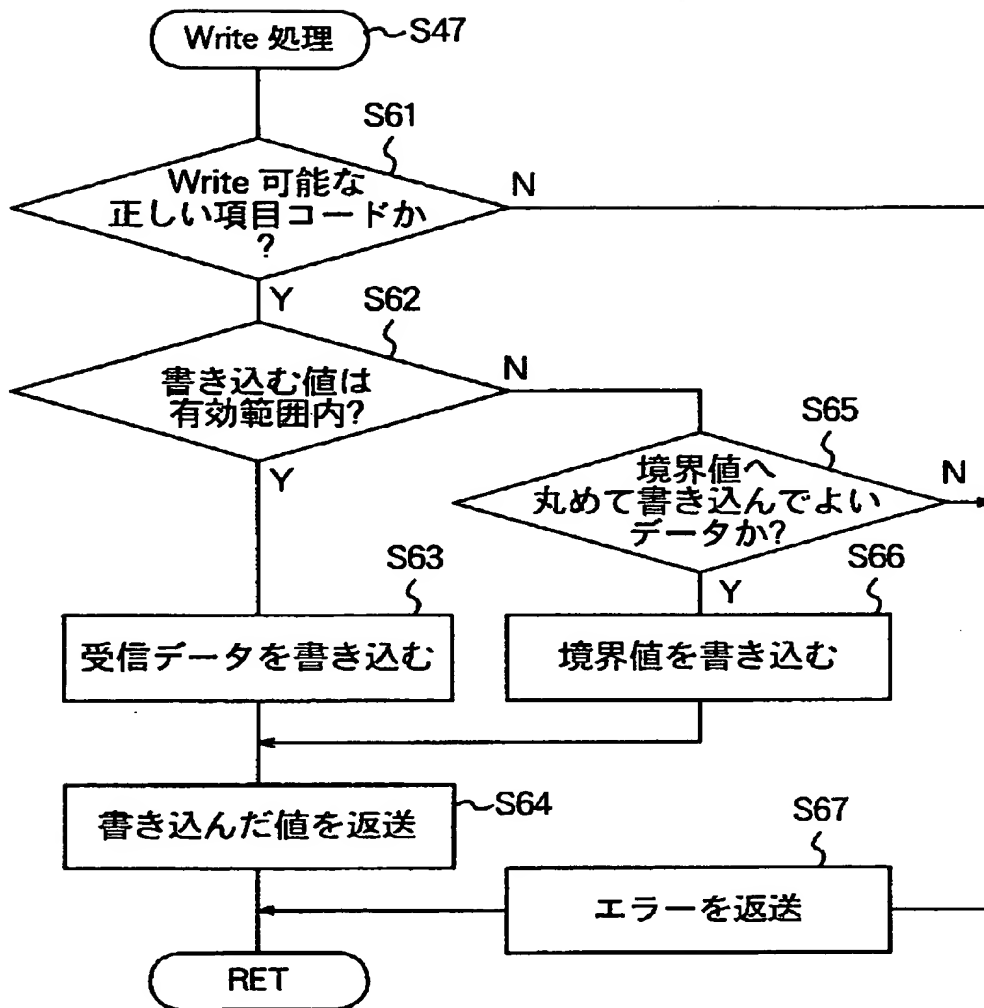 Write 処理
S47
S61
Write 可能な
正しい項目コードか
?
N
Y
S62
書き込む値は
有効範囲内?
N
Y
S65
境界値へ
丸めて書き込んでよい
データか?
N
Y
S63
受信データを書き込む
S66
境界値を書き込む
書き込んだ値を返送
S64
S67
エラーを返送
RET